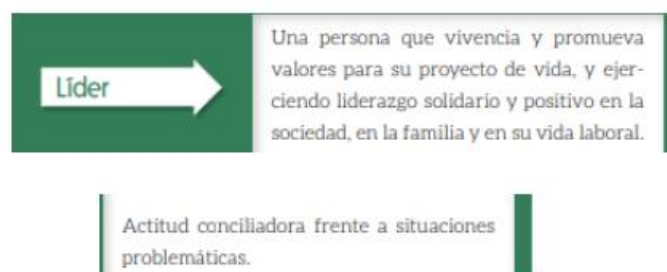 Líder
Una persona que vivencia y promueva
valores para su proyecto de vida, y ejer-
ciendo liderazgo solidario y positivo en la
sociedad, en la familia y en su vida laboral.
Actitud conciliadora frente a situaciones
problemáticas.